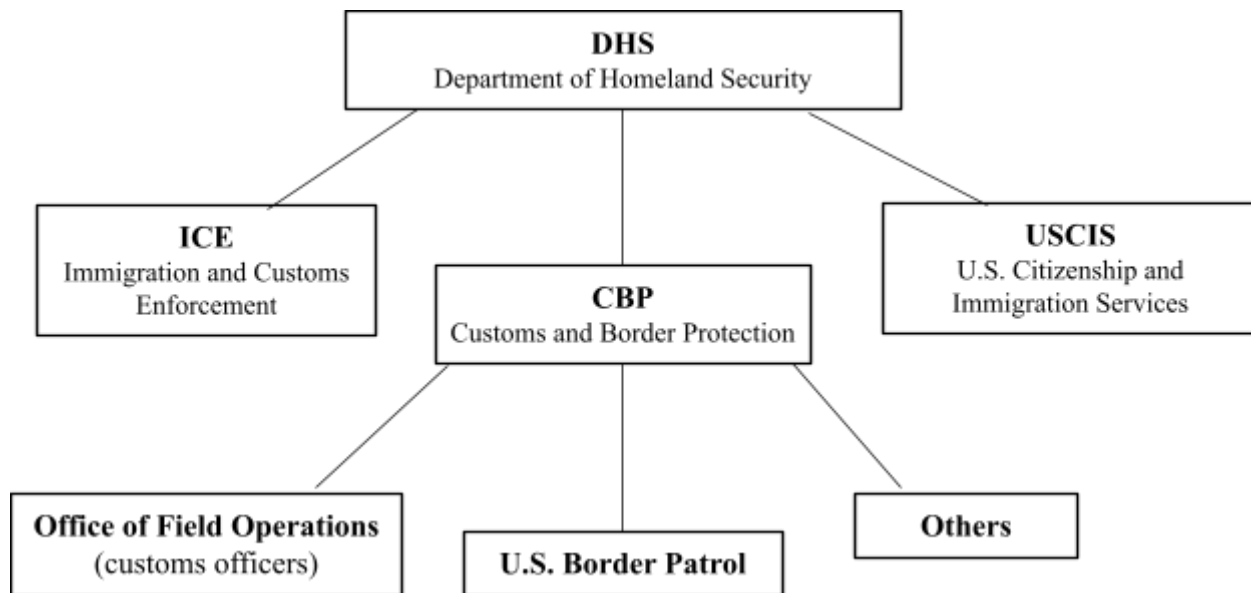 DHS
Department of Homeland Security
ICE
Immigration and Customs
Enforcement
USCIS
U.S. Citizenship and
Immigration Services
CBP
Customs and Border Protection
Office of Field Operations
(customs officers)
U.S. Border Patrol
Others